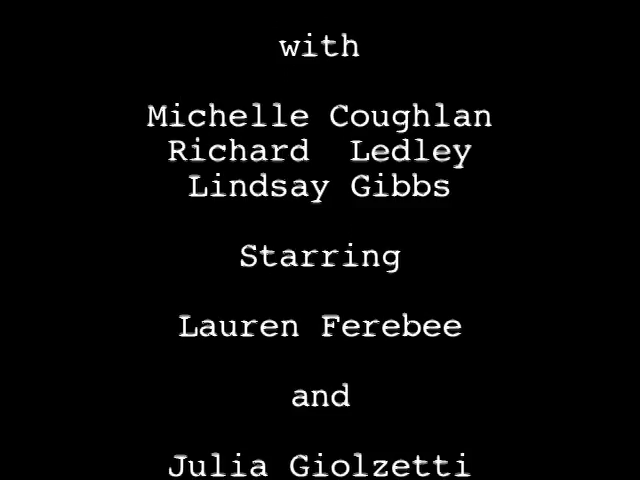 with
Michelle Coughlan
Richard  Ledley
Lindsay Gibbs
Starring
Lauren Ferebee
and
Julia Giolzetti